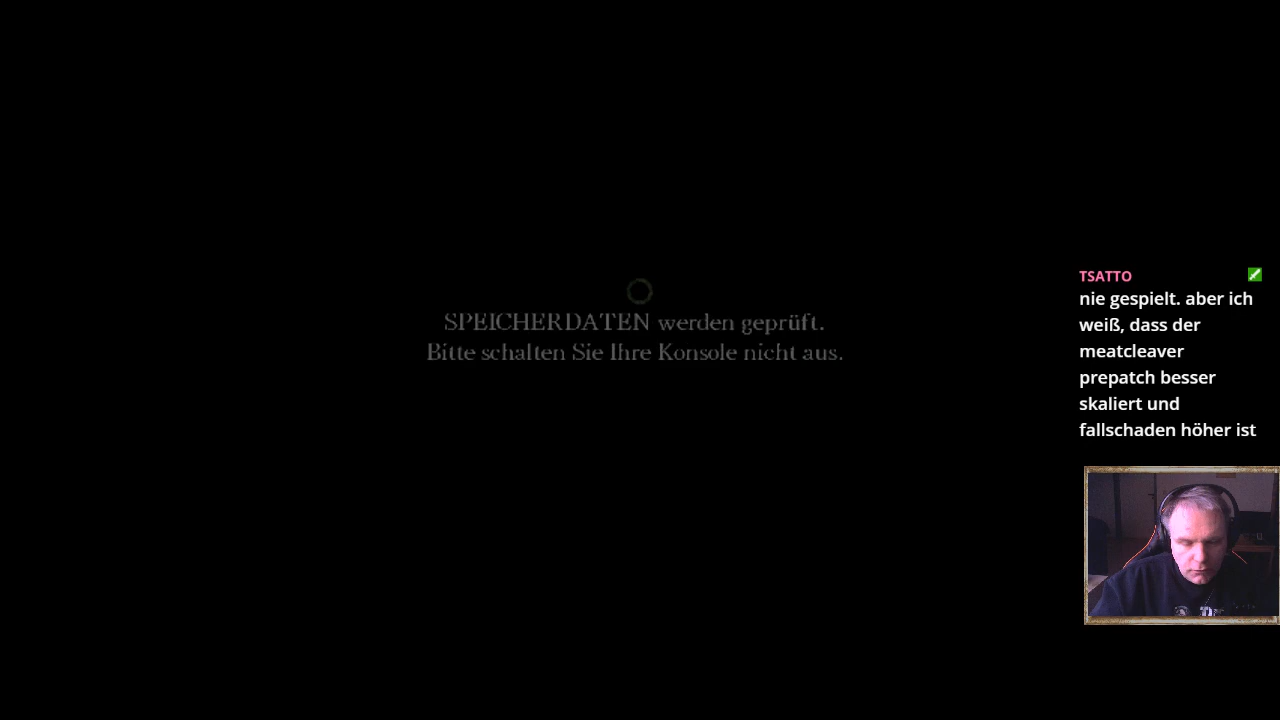 SPEICHERDATEN werden geprüft.
Bitte schalten Sie Ihre Konsole nicht aus.
TSATTO
nie gespielt. aber ich
weiß, dass der
meatcleaver
prepatch besser
skaliert und
fallschaden höher ist